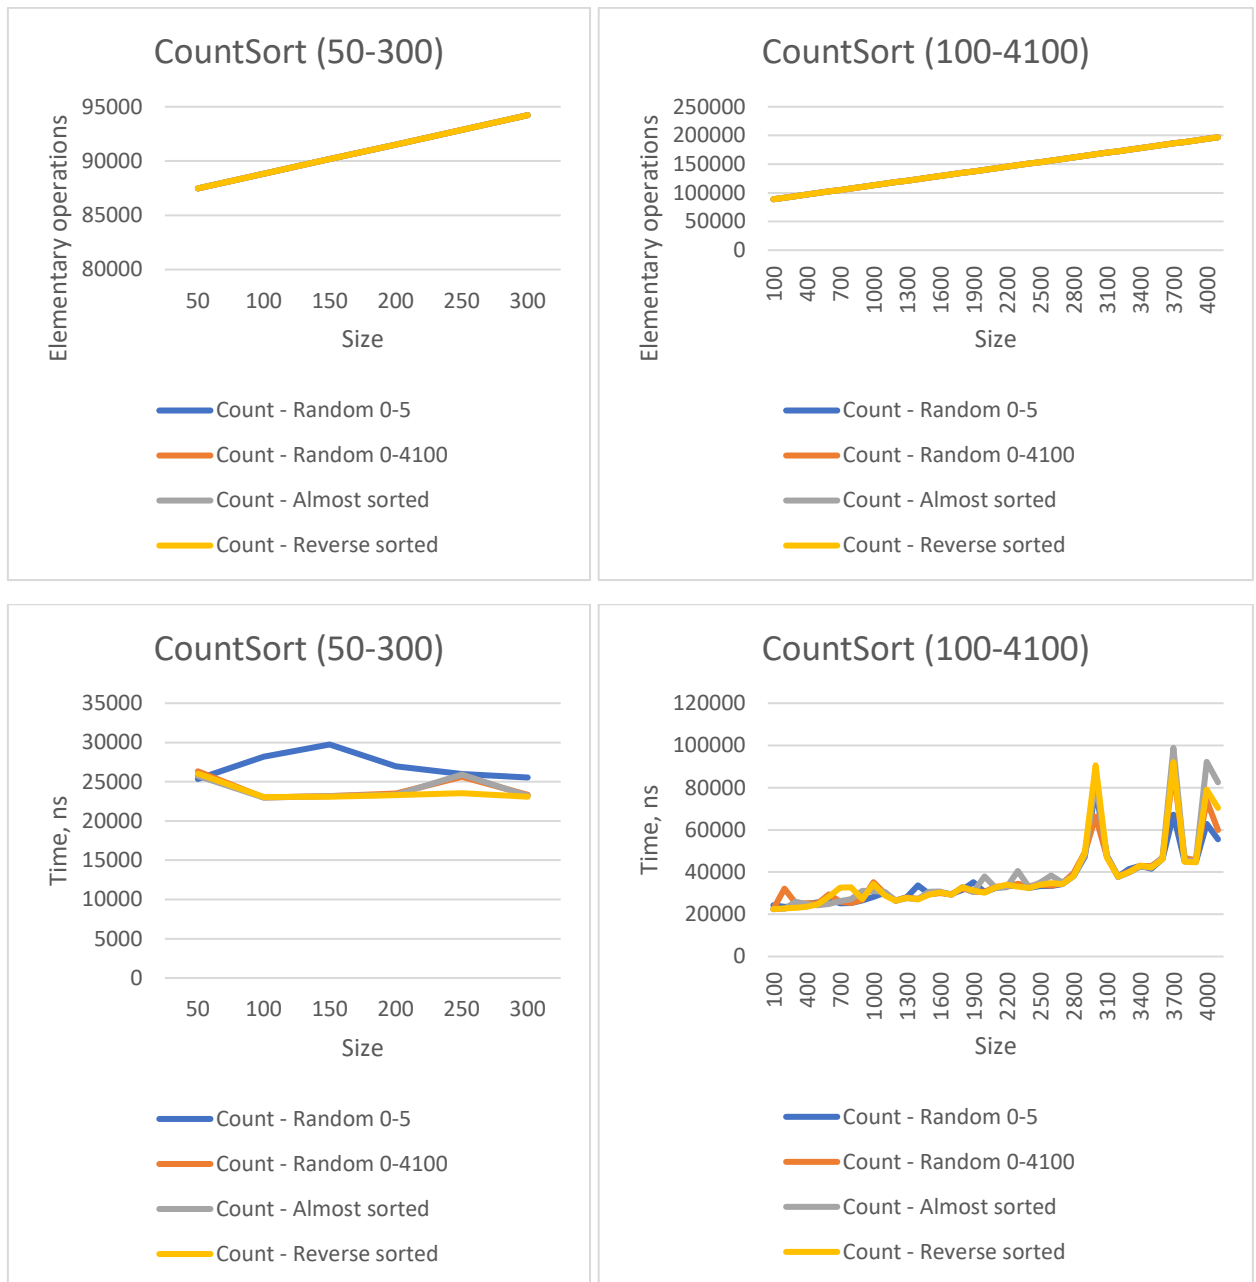 CountSort (50-300)
Elementary operations
95000
90000
85000
80000
50 100 150 200 250 300
Size
Count - Random 0-5
Count - Random 0-4100
Count - Almost sorted
Count - Reverse sorted
CountSort (100-4100)
Elementary operations
250000
200000
150000
100000
50000
0
100 400 700 1000 1300 1600 1900 2200 2500 2800 3100 3400 3700 4000
Size
Count - Random 0-5
Count - Random 0-4100
Count - Almost sorted
Count - Reverse sorted
CountSort (50-300)
Time, ns
35000
30000
25000
20000
15000
10000
5000
0
50 100 150 200 250 300
Size
Count - Random 0-5
Count - Random 0-4100
Count - Almost sorted
Count - Reverse sorted
CountSort (100-4100)
Time, ns
120000
100000
80000
60000
40000
20000
0
100 400 700 1000 1300 1600 1900 2200 2500 2800 3100 3400 3700 4000
Size
Count - Random 0-5
Count - Random 0-4100
Count - Almost sorted
Count - Reverse sorted